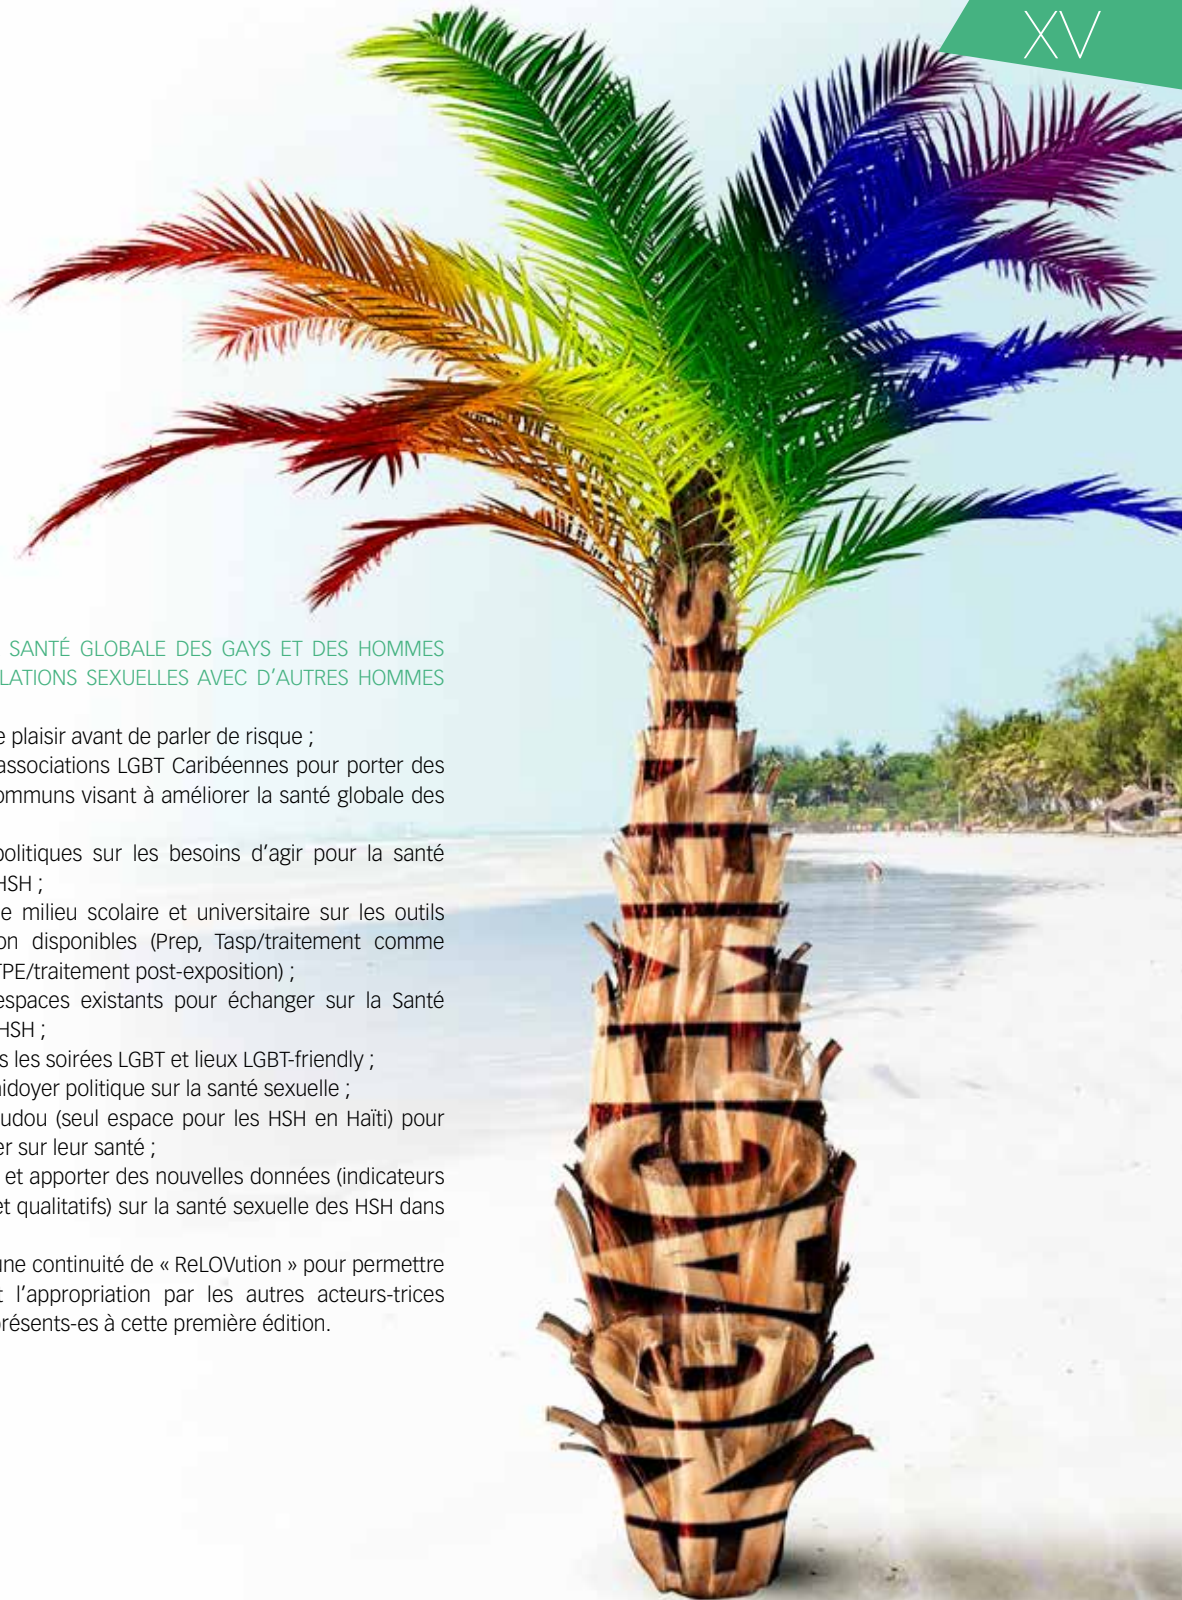 XV
SANTÉ GLOBALE DES GAYS ET DES HOMMES
LATIONS SEXUELLES AVEC D'AUTRES HOMMES
e plaisir avant de parler de risque ;
associations LGBT Caribéennes pour porter des
ommuns visant à améliorer la santé globale des
politiques sur les besoins d'agir pour la santé
HSH ;
e milieu scolaire et universitaire sur les outils
on disponibles (Prep, Tasp/traitement comme
TPE/traitement post-exposition) ;
espaces existants pour échanger sur la Santé
HSH ;
s les soirées LGBT et lieux LGBT-friendly ;
aidoyer politique sur la santé sexuelle ;
udou (seul espace pour les HSH en Haïti) pour
er sur leur santé ;
et apporter des nouvelles données (indicateurs
et qualitatifs) sur la santé sexuelle des HSH dans
une continuité de « ReLOVution » pour permettre
t l'appropriation par les autres acteurs-trices
présents-es à cette première édition.
ENGAGEMENTS